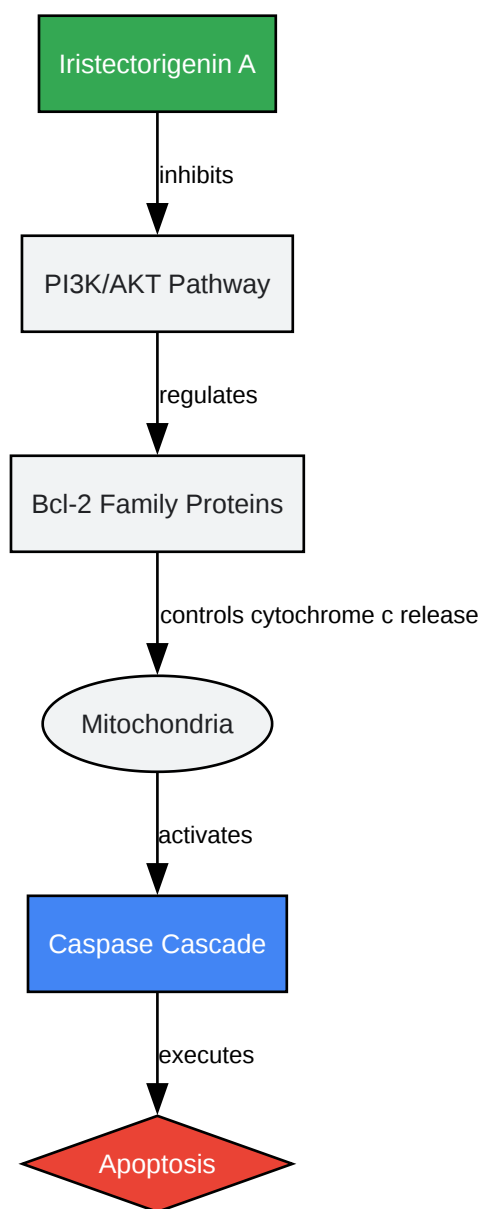 Iristectorigenin A
inhibits
PI3K/AKT Pathway
regulates
Bcl-2 Family Proteins
controls cytochrome c release
Mitochondria
activates
Caspase Cascade
executes
Apoptosis